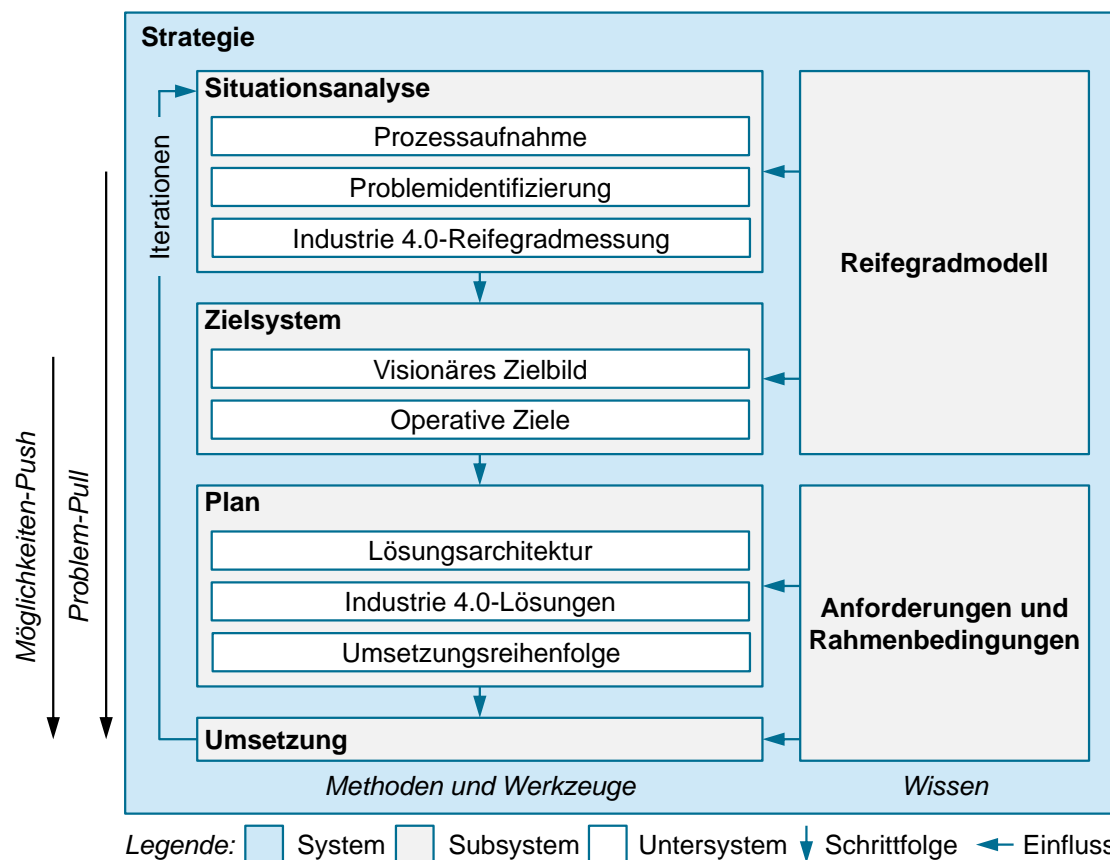 Strategie
Situationsanalyse
Prozessaufnahme
Problemidentifizierung
Industrie 4.0-Reifegradmessung
Zielsystem
Visionäres Zielbild
Operative Ziele
Plan
Lösungsarchitektur
Industrie 4.0-Lösungen
Umsetzungsreihenfolge
Umsetzung
Reifegradmodell
Anforderungen und
Rahmenbedingungen
Iterationen
Möglichkeiten-Push
Problem-Pull
Methoden und Werkzeuge
Wissen
Legende: System Subsystem Untersystem Schrittfolge Einfluss